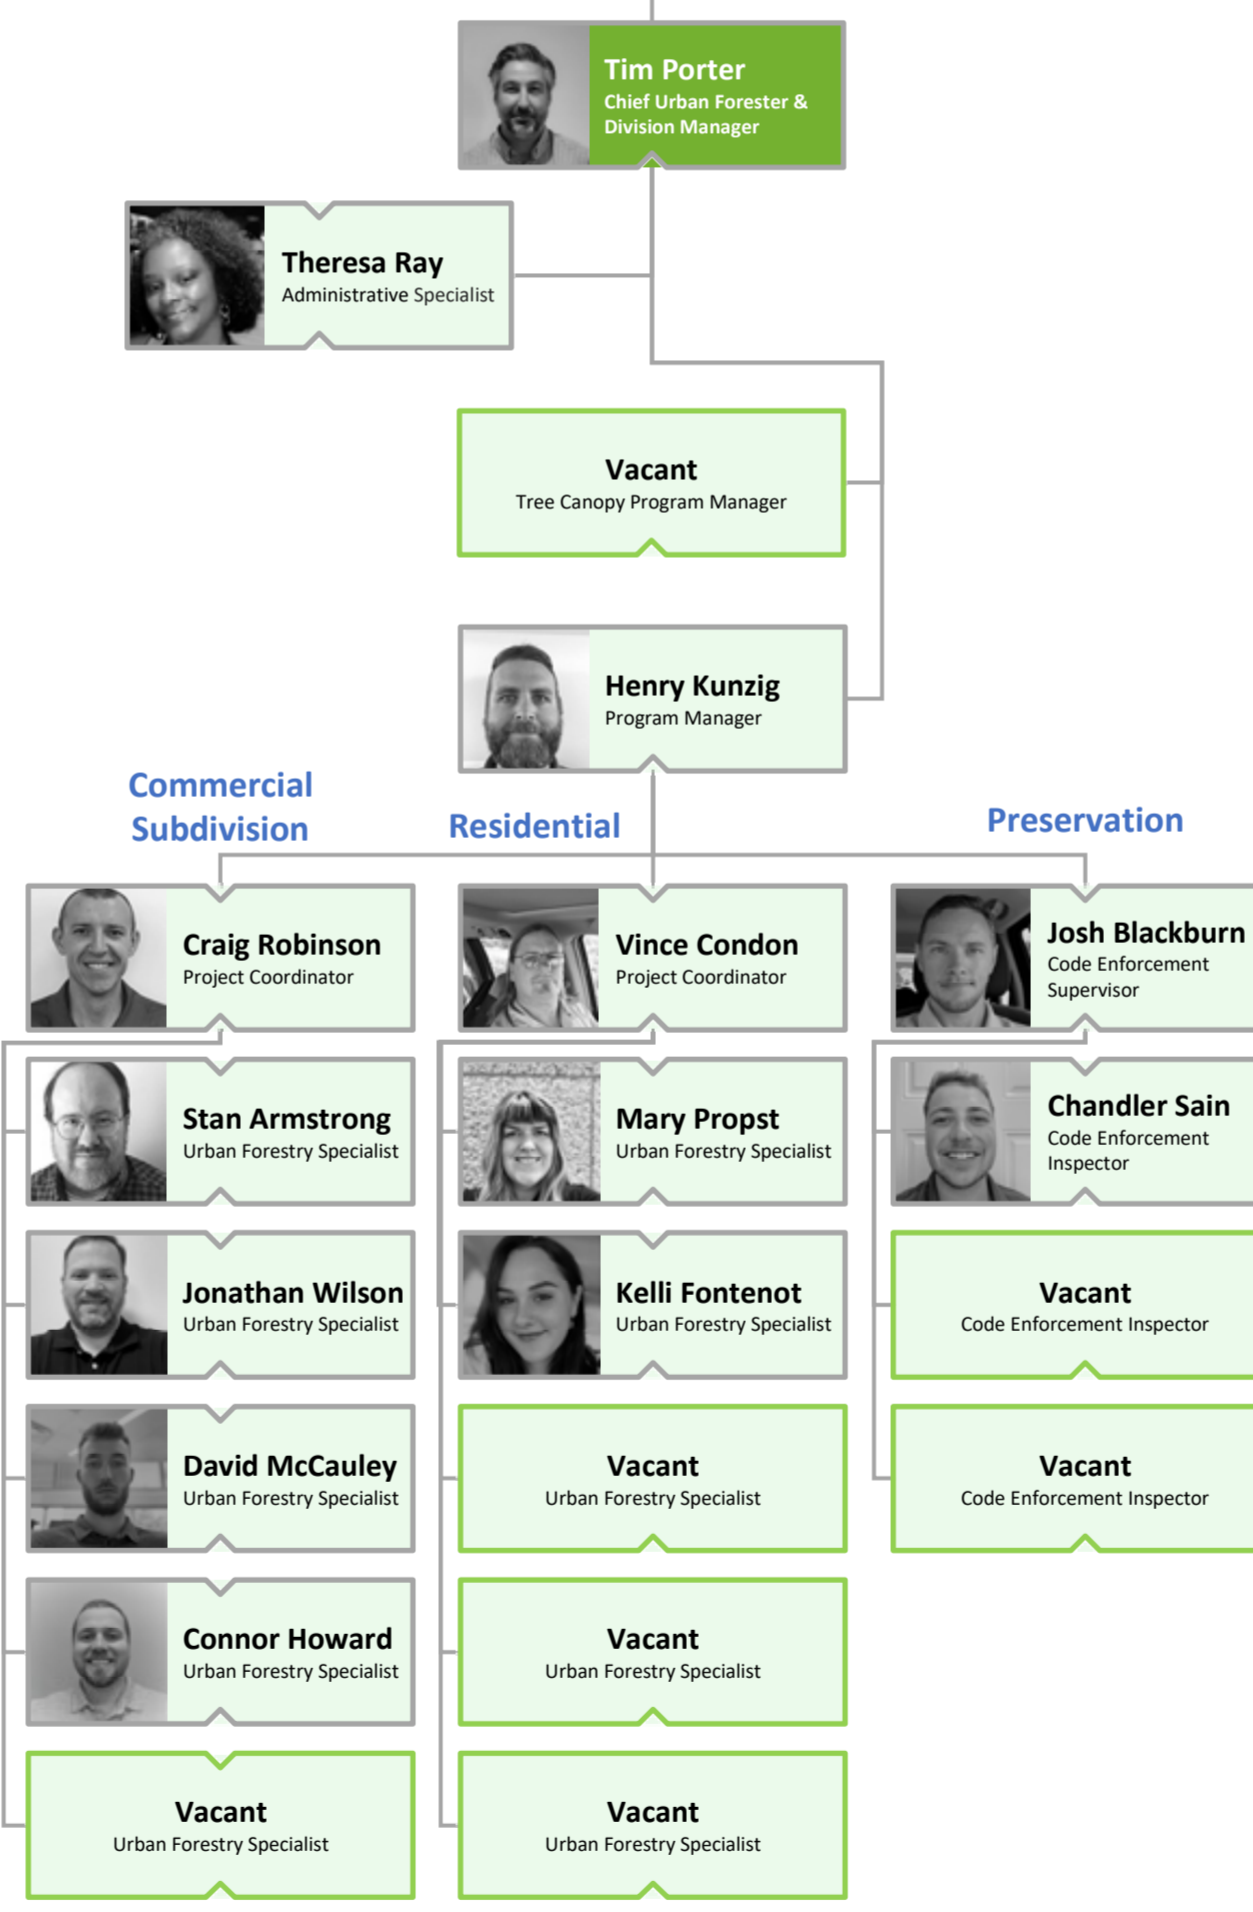 Tim Porter
Chief Urban Forester &
Division Manager
Theresa Ray
Administrative Specialist
Vacant
Tree Canopy Program Manager
Henry Kunzig
Program Manager
Commercial
Subdivision
Residential
Preservation
Craig Robinson
Project Coordinator
Vince Condon
Project Coordinator
Josh Blackburn
Code Enforcement
Supervisor
Stan Armstrong
Urban Forestry Specialist
Mary Propst
Urban Forestry Specialist
Chandler Sain
Code Enforcement
Inspector
Jonathan Wilson
Urban Forestry Specialist
Kelli Fontenot
Urban Forestry Specialist
Vacant
Code Enforcement Inspector
David McCauley
Urban Forestry Specialist
Vacant
Urban Forestry Specialist
Vacant
Code Enforcement Inspector
Connor Howard
Urban Forestry Specialist
Vacant
Urban Forestry Specialist
Vacant
Urban Forestry Specialist
Vacant
Urban Forestry Specialist